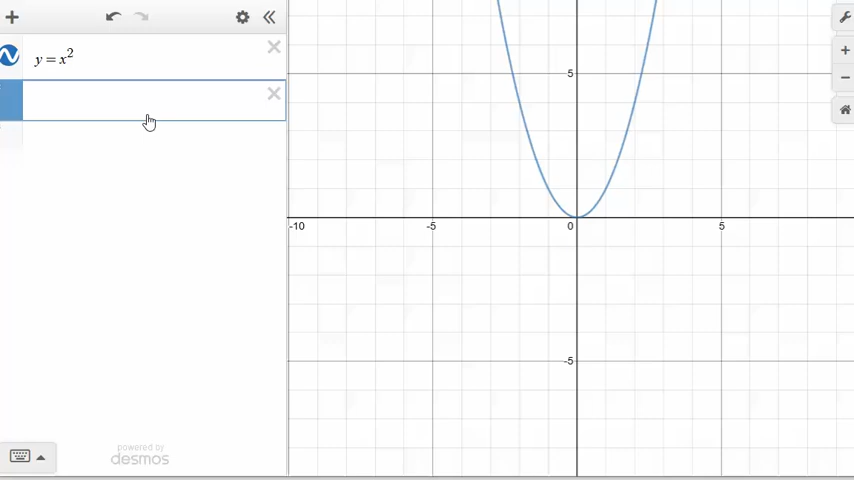 y = x²
5
-10 -5 0 5
-5
powered by
desmos